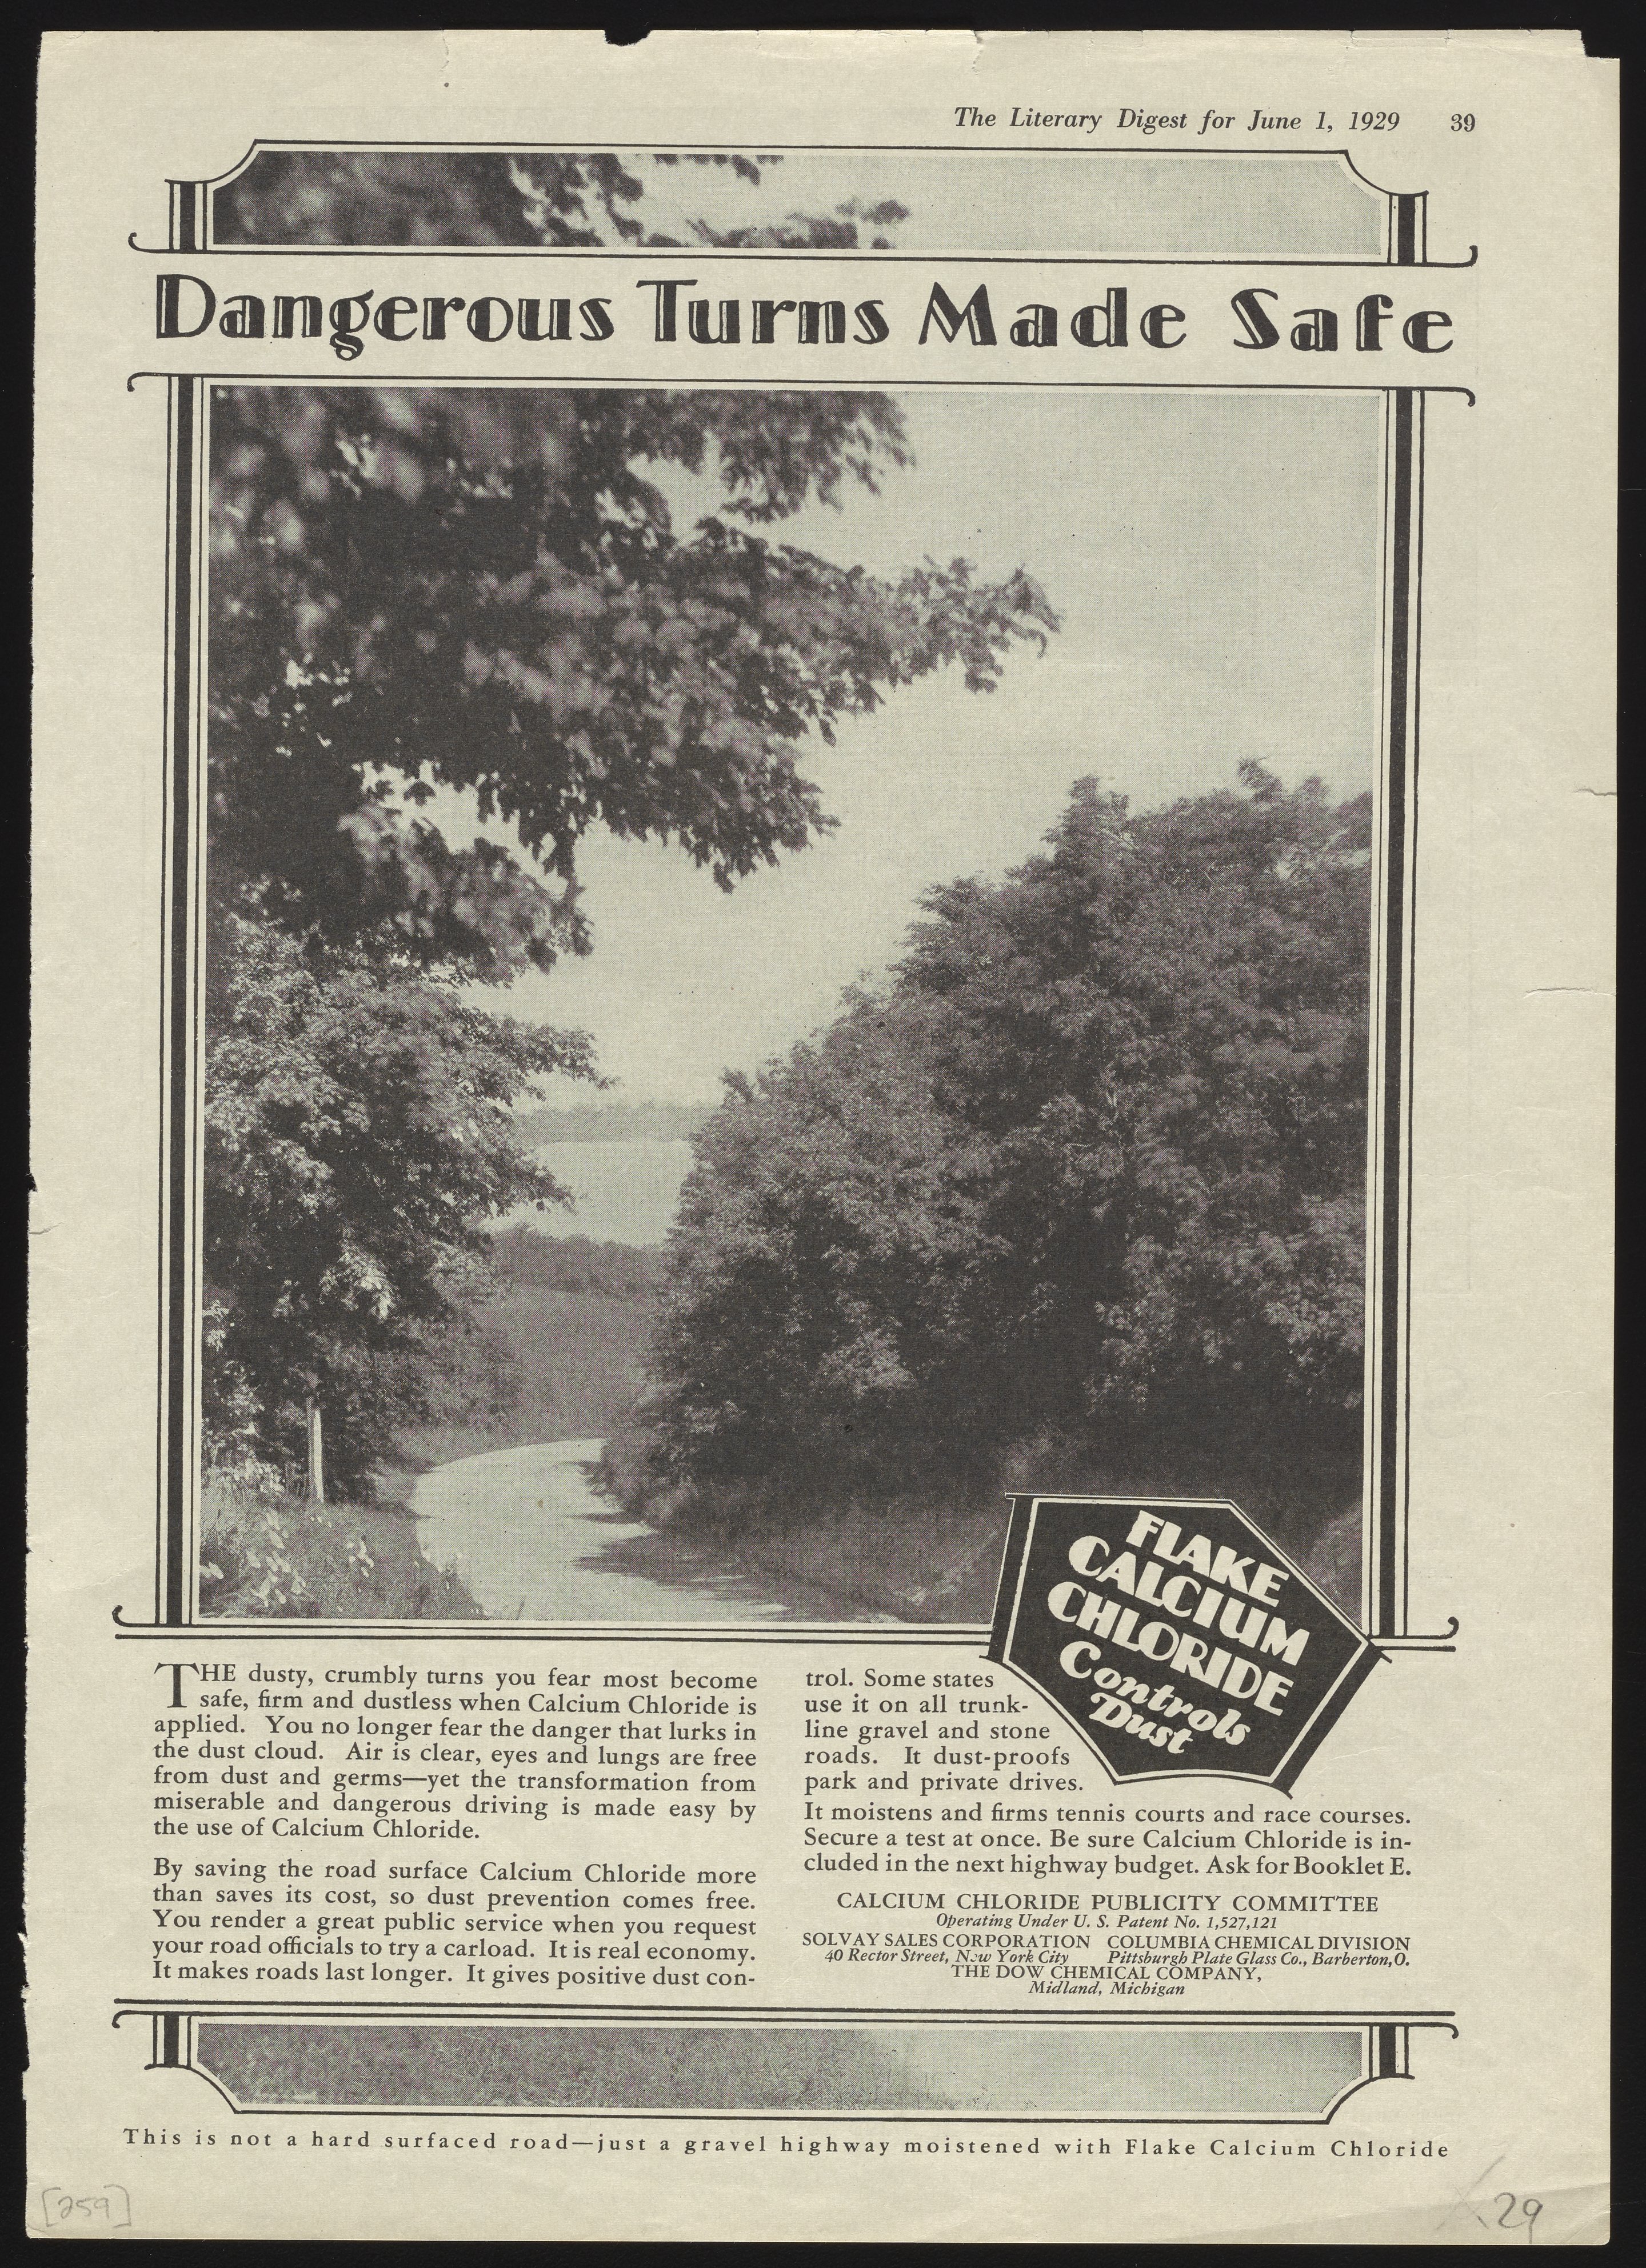 The Literary Digest for June 1, 1929 39
Dangerous Turns Made Safe
FLAKE
CALCIUM
CHLORIDE
Controls
Dust
THE dusty, crumbly turns you fear most become
safe, firm and dustless when Calcium Chloride is
applied. You no longer fear the danger that lurks in
the dust cloud. Air is clear, eyes and lungs are free
from dust and germs—yet the transformation from
miserable and dangerous driving is made easy by
the use of Calcium Chloride.
By saving the road surface Calcium Chloride more
than saves its cost, so dust prevention comes free.
You render a great public service when you request
your road officials to try a carload. It is real economy.
It makes roads last longer. It gives positive dust con-
trol. Some states
use it on all trunk-
line gravel and stone
roads. It dust-proofs
park and private drives.
It moistens and firms tennis courts and race courses.
Secure a test at once. Be sure Calcium Chloride is in-
cluded in the next highway budget. Ask for Booklet E.
CALCIUM CHLORIDE PUBLICITY COMMITTEE
Operating Under U. S. Patent No. 1,527,121
SOLVAY SALES CORPORATION COLUMBIA CHEMICAL DIVISION
40 Rector Street, New York City Pittsburgh Plate Glass Co., Barberton, O.
THE DOW CHEMICAL COMPANY,
Midland, Michigan
This is not a hard surfaced road—just a gravel highway moistened with Flake Calcium Chloride
[259]
29